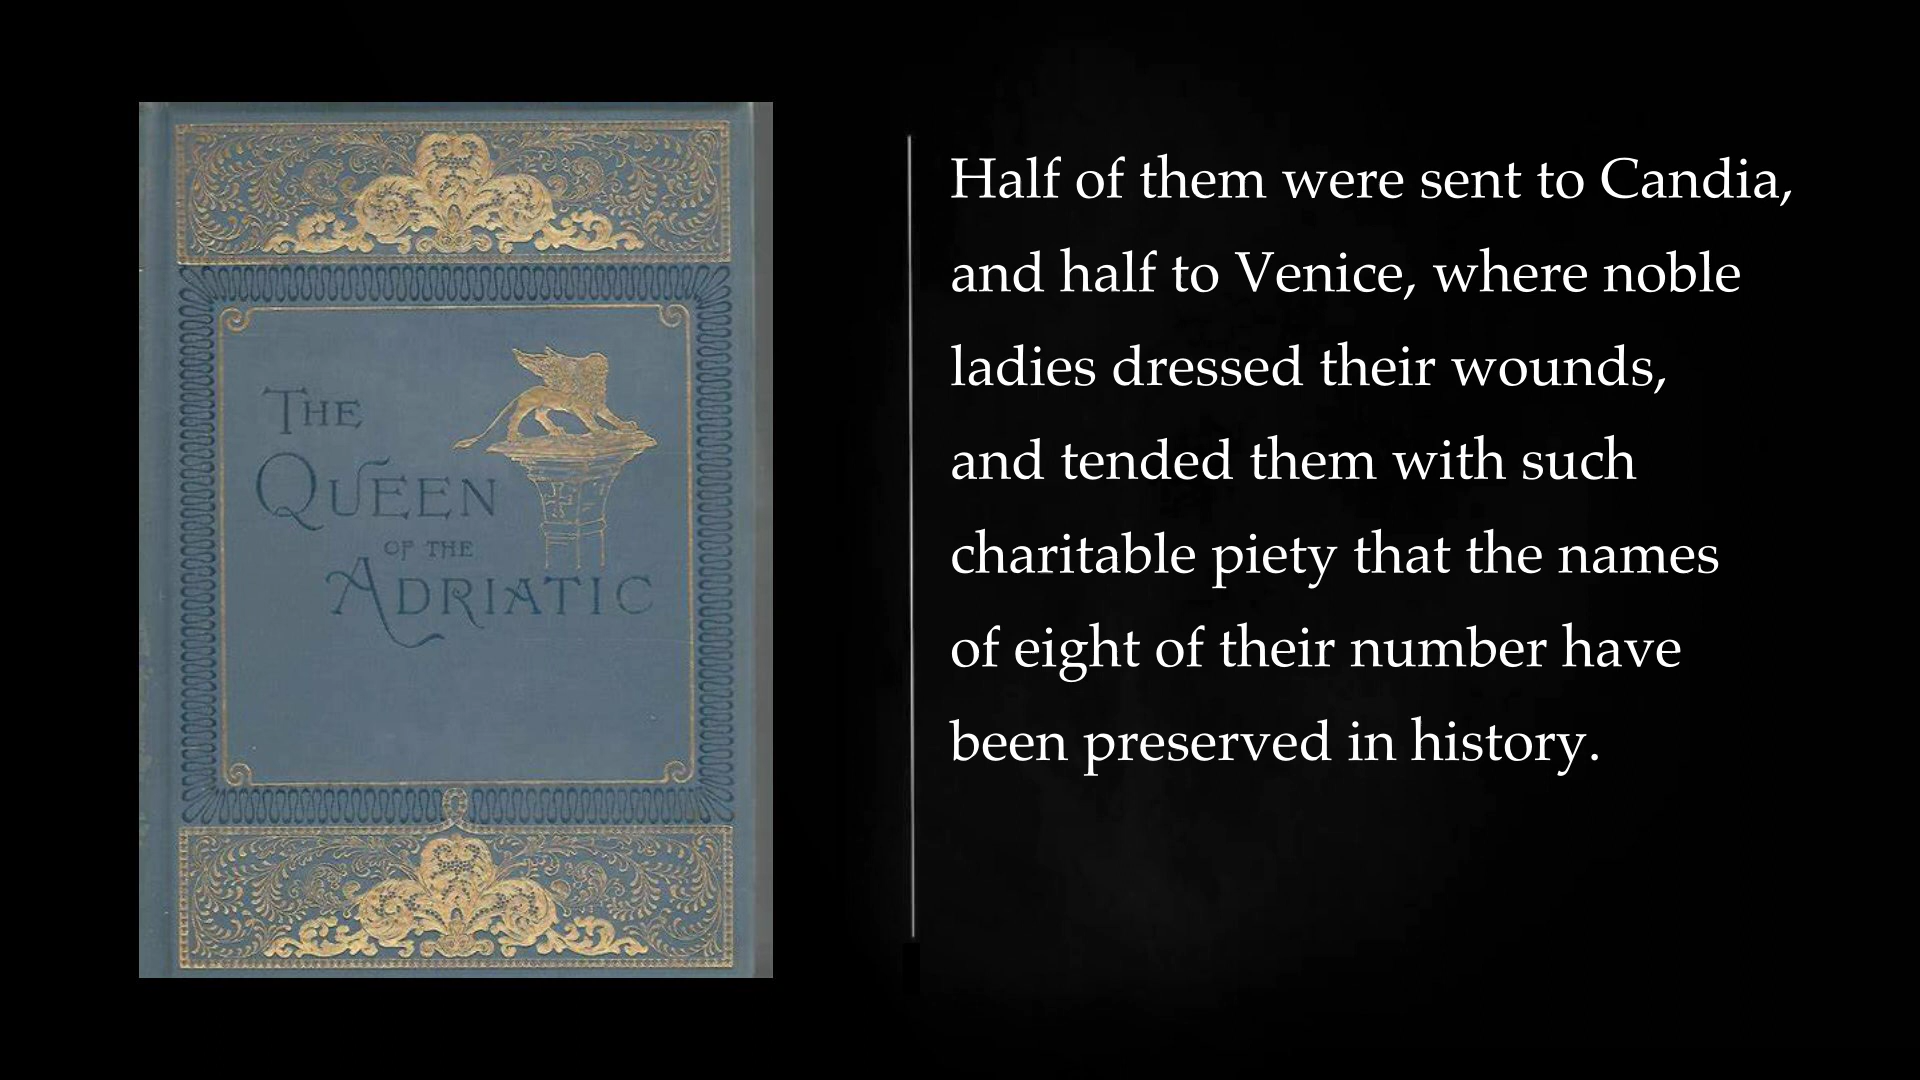 THE
QUEEN
OF THE
ADRIATIC
Half of them were sent to Candia,
and half to Venice, where noble
ladies dressed their wounds,
and tended them with such
charitable piety that the names
of eight of their number have
been preserved in history.